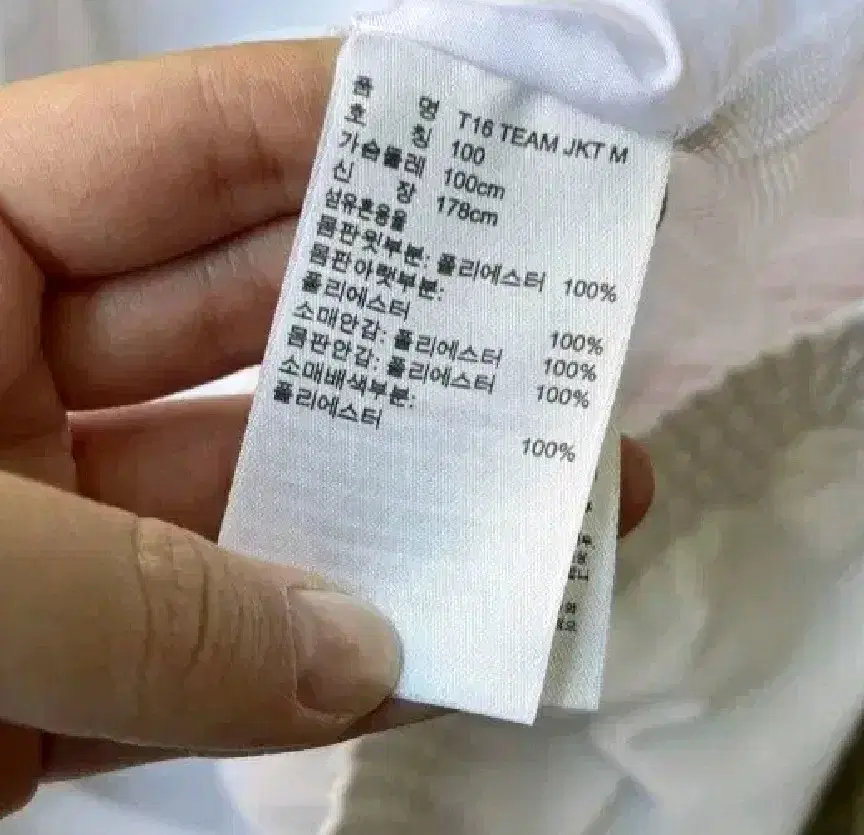 품 명 T16 TEAM JKT M
호 칭 100
가슴둘레 100cm
신 장 178cm
섬유혼용율
몸판윗부분: 폴리에스터 100%
몸판아랫부분:
폴리에스터 100%
소매안감: 폴리에스터 100%
몸판안감: 폴리에스터 100%
소매배색부분:
폴리에스터 100%